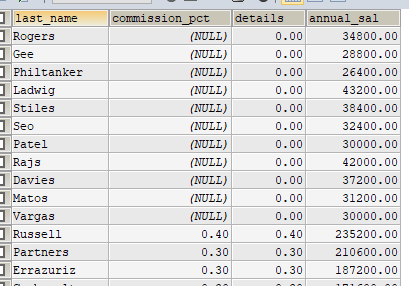 last_name commission_pct details annual_sal
Rogers (NULL) 0.00 34800.00
Gee (NULL) 0.00 28800.00
Philtanker (NULL) 0.00 26400.00
Ladwig (NULL) 0.00 43200.00
Stiles (NULL) 0.00 38400.00
Seo (NULL) 0.00 32400.00
Patel (NULL) 0.00 30000.00
Rajs (NULL) 0.00 42000.00
Davies (NULL) 0.00 37200.00
Matos (NULL) 0.00 31200.00
Vargas (NULL) 0.00 30000.00
Russell 0.40 0.40 235200.00
Partners 0.30 0.30 210600.00
Errazuriz 0.30 0.30 187200.00